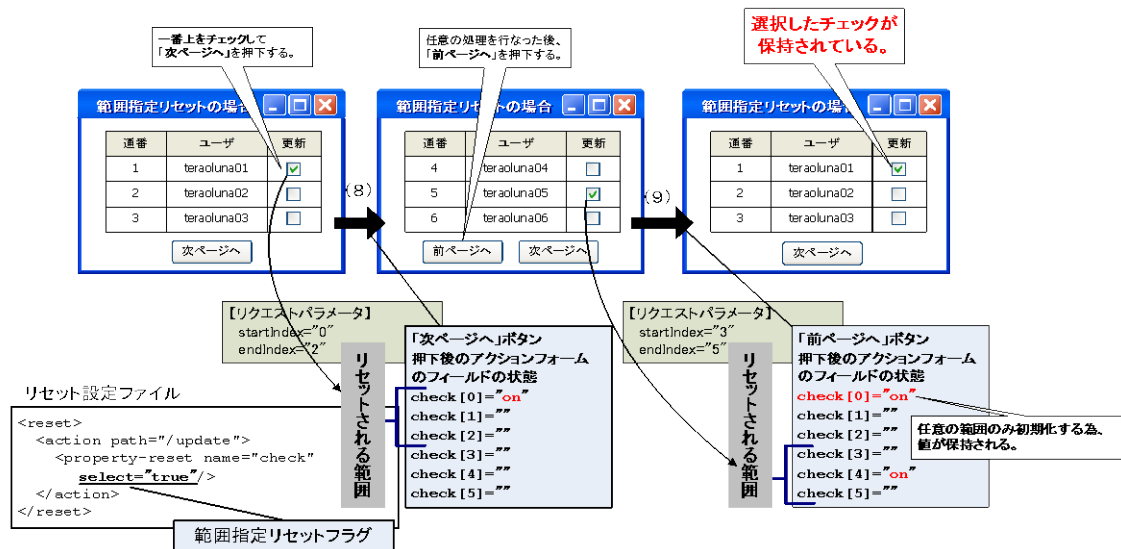 一番上をチェックして
「次ページへ」を押下する。
任意の処理を行なった後、
「前ページへ」を押下する。
選択したチェックが
保持されている。
範囲指定リセットの場合
通番 ユーザ 更新
1 teraoluna01
2 teraoluna02
3 teraoluna03
次ページへ
(8)
範囲指定リセットの場合
通番 ユーザ 更新
4 teraoluna04
5 teraoluna05
6 teraoluna06
前ページへ 次ページへ
(9)
範囲指定リセットの場合
通番 ユーザ 更新
1 teraoluna01
2 teraoluna02
3 teraoluna03
次ページへ
【リクエストパラメータ】
startIndex="0"
endIndex="2"
リセットされる範囲
「次ページへ」ボタン
押下後のアクションフォーム
のフィールドの状態
check[0]="on"
check[1]=""
check[2]=""
check[3]=""
check[4]=""
check[5]=""
【リクエストパラメータ】
startIndex="3"
endIndex="5"
リセットされる範囲
「前ページへ」ボタン
押下後のアクションフォーム
のフィールドの状態
check[0]="on"
check[1]=""
check[2]=""
check[3]=""
check[4]="on"
check[5]=""
任意の範囲のみ初期化する為、
値が保持される。
リセット設定ファイル
<reset>
<action path="/update">
<property-reset name="check"
select="true"/>
</action>
</reset>
範囲指定リセットフラグ